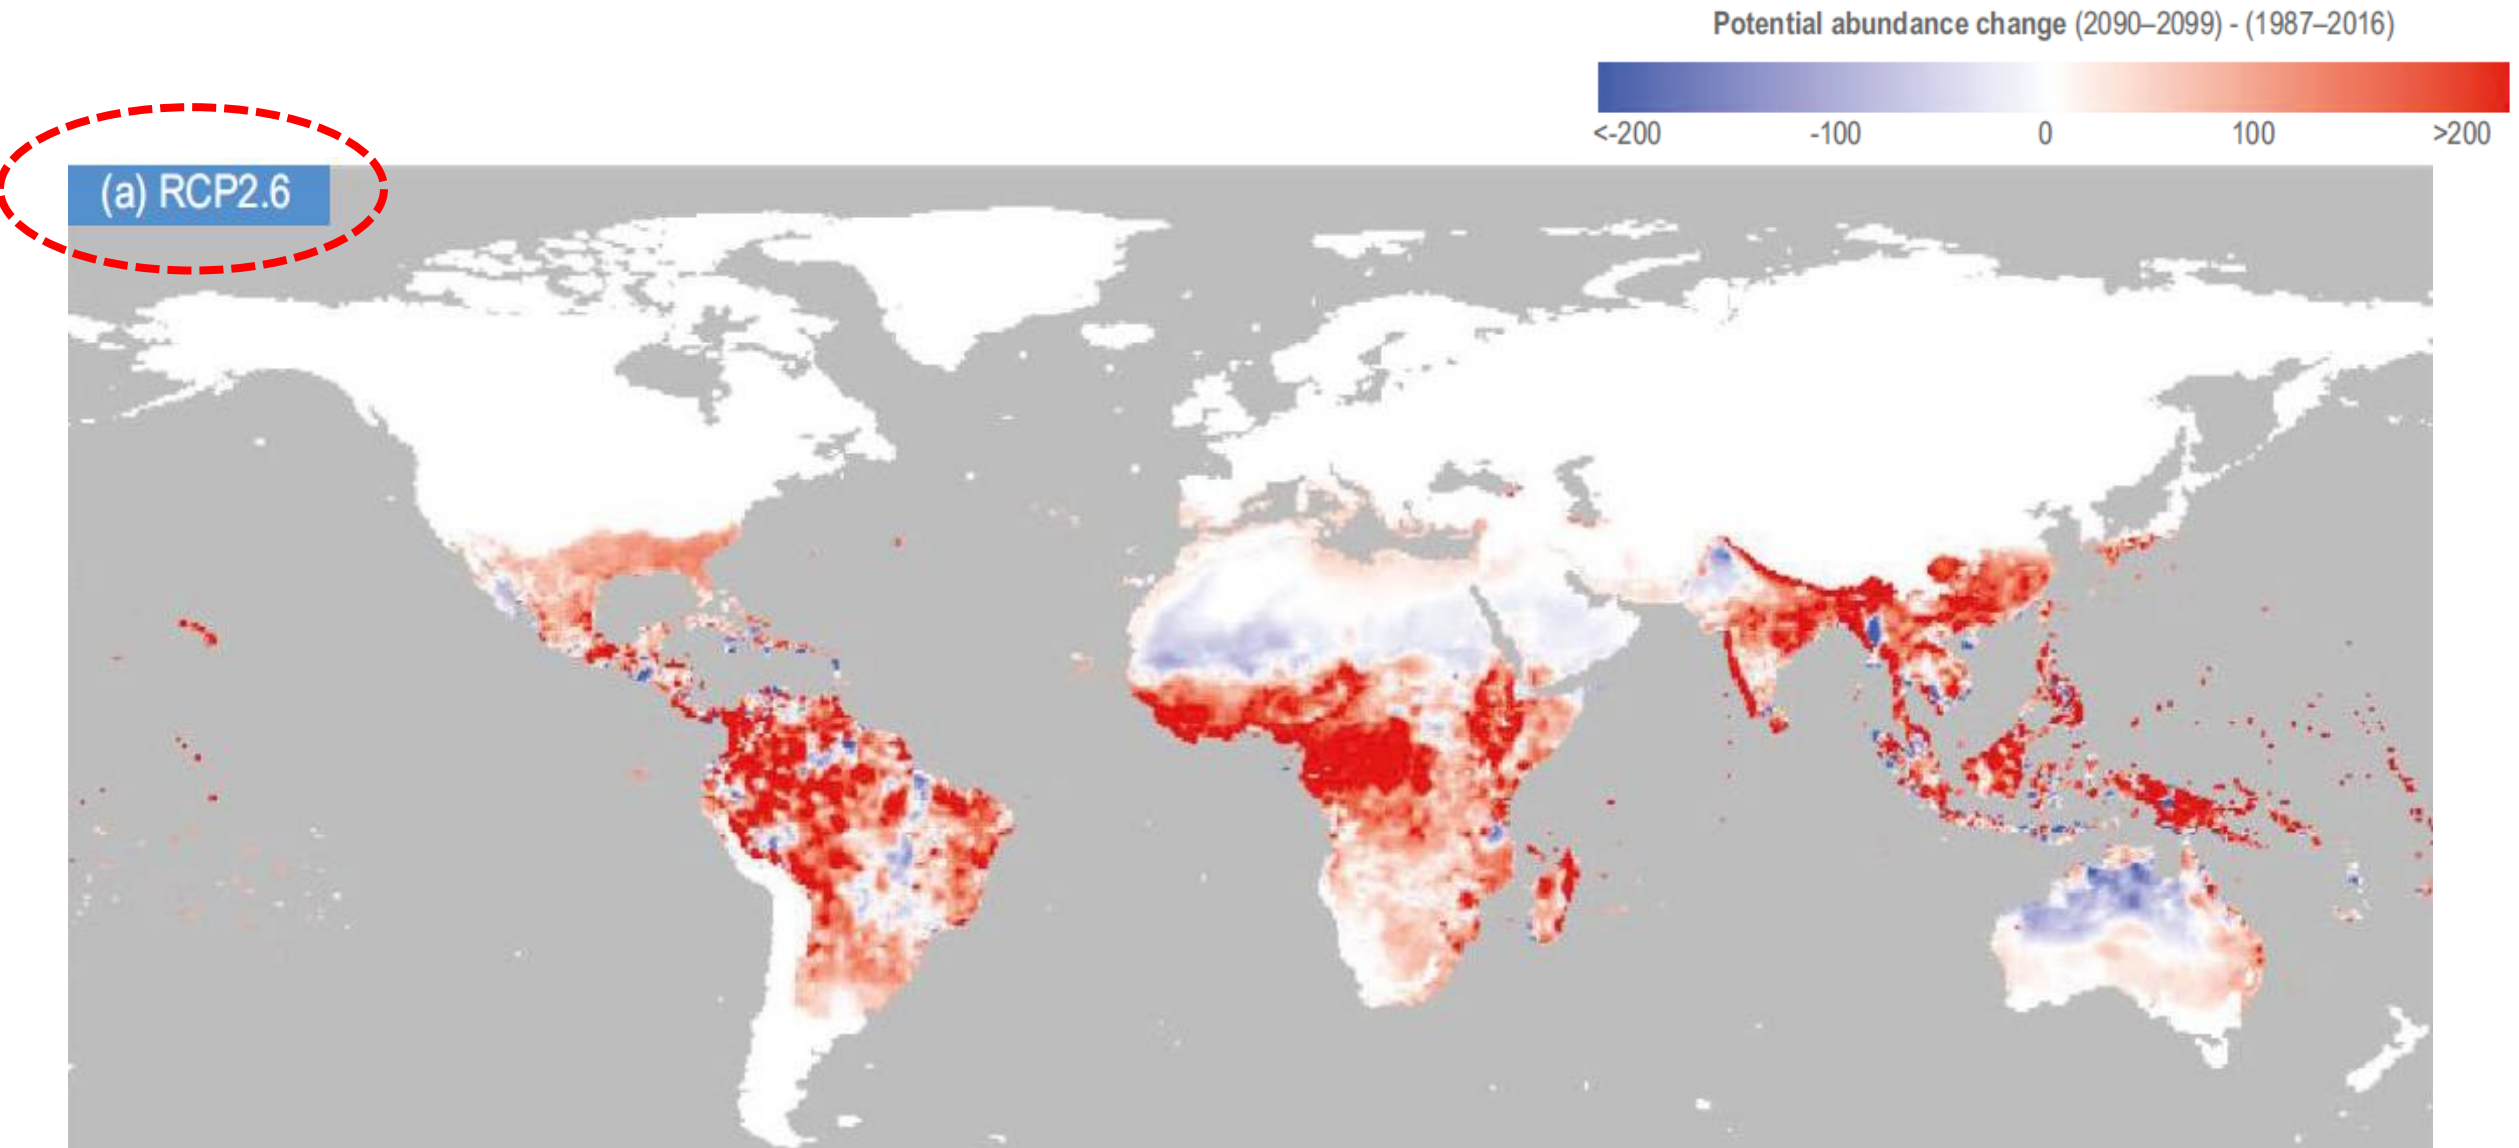 Potential abundance change (2090–2099) - (1987–2016)
<-200 -100 0 100 >200
(a) RCP2.6